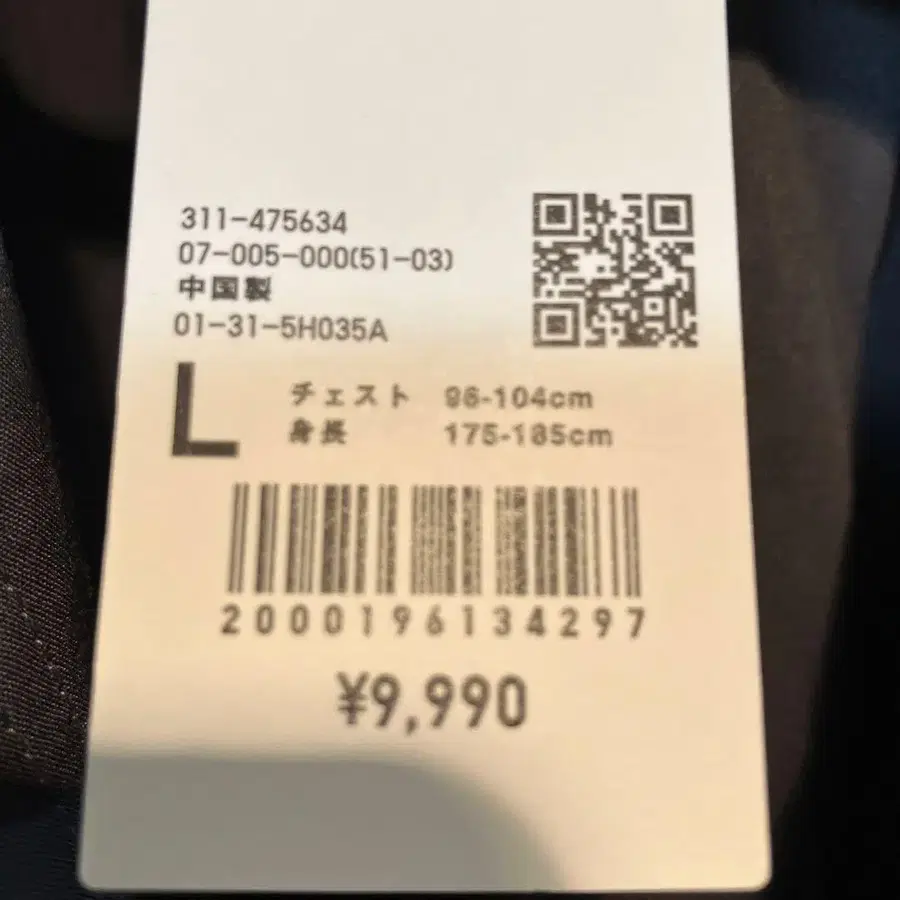 311-475634
07-005-000(51-03)
中国製
01-31-5H035A
L
チェスト 96-104cm
身長 175-185cm
2000196134297
¥9,990